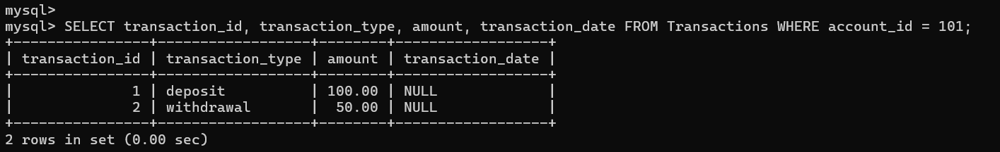 mysql>
mysql> SELECT transaction_id, transaction_type, amount, transaction_date FROM Transactions WHERE account_id = 101;
+----------------+------------------+--------+------------------+
| transaction_id | transaction_type | amount | transaction_date |
+----------------+------------------+--------+------------------+
|              1 | deposit          | 100.00 | NULL             |
|              2 | withdrawal       |  50.00 | NULL             |
+----------------+------------------+--------+------------------+
2 rows in set (0.00 sec)